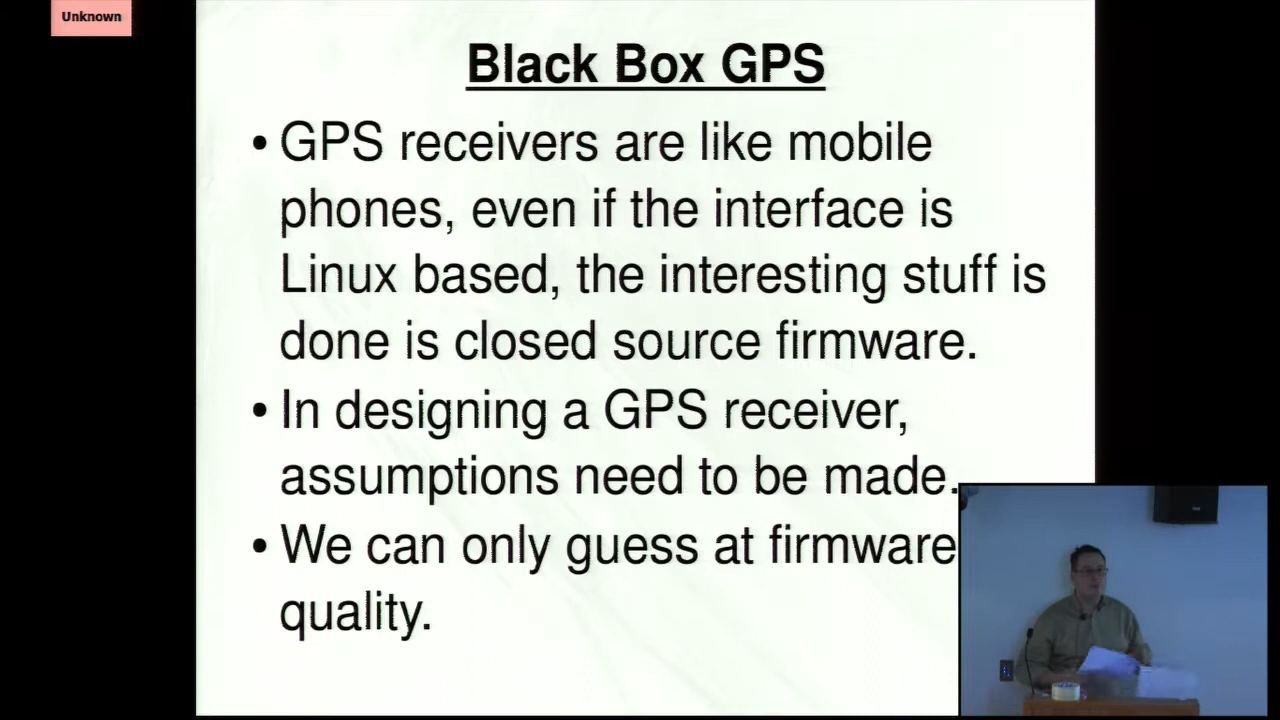 Unknown
Black Box GPS
• GPS receivers are like mobile
phones, even if the interface is
Linux based, the interesting stuff is
done is closed source firmware.
• In designing a GPS receiver,
assumptions need to be made.
• We can only guess at firmware
quality.